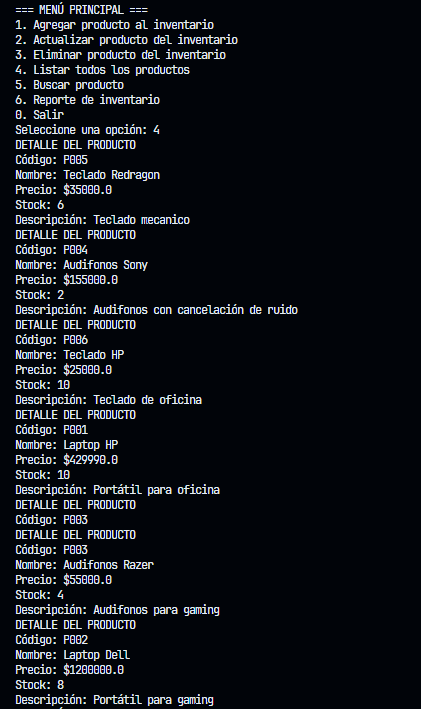 === MENÚ PRINCIPAL ===
1. Agregar producto al inventario
2. Actualizar producto del inventario
3. Eliminar producto del inventario
4. Listar todos los productos
5. Buscar producto
6. Reporte de inventario
0. Salir
Seleccione una opción: 4
DETALLE DEL PRODUCTO
Código: P005
Nombre: Teclado Redragon
Precio: $35000.0
Stock: 6
Descripción: Teclado mecanico
DETALLE DEL PRODUCTO
Código: P004
Nombre: Audifonos Sony
Precio: $155000.0
Stock: 2
Descripción: Audifonos con cancelación de ruido
DETALLE DEL PRODUCTO
Código: P006
Nombre: Teclado HP
Precio: $25000.0
Stock: 10
Descripción: Teclado de oficina
DETALLE DEL PRODUCTO
Código: P001
Nombre: Laptop HP
Precio: $429990.0
Stock: 10
Descripción: Portátil para oficina
DETALLE DEL PRODUCTO
Código: P003
DETALLE DEL PRODUCTO
Código: P003
Nombre: Audifonos Razer
Precio: $55000.0
Stock: 4
Descripción: Audifonos para gaming
DETALLE DEL PRODUCTO
Código: P002
Nombre: Laptop Dell
Precio: $1200000.0
Stock: 8
Descripción: Portátil para gaming